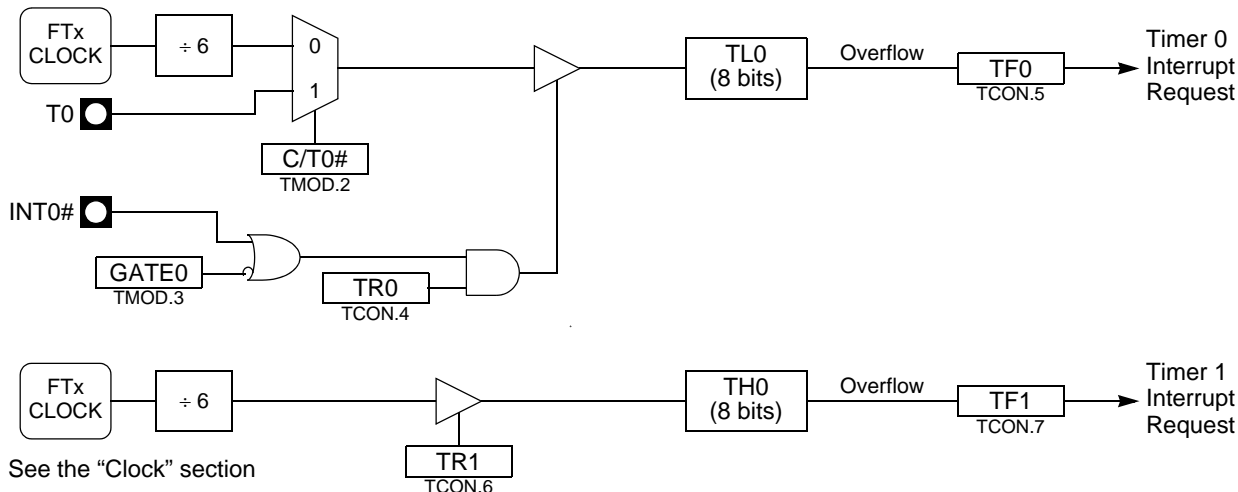 FTx
CLOCK
÷ 6
0
1
T0
C/T0#
TMOD.2
TL0
(8 bits)
Overflow
TF0
TCON.5
Timer 0
Interrupt
Request
INT0#
GATE0
TMOD.3
TR0
TCON.4
FTx
CLOCK
÷ 6
TR1
TCON.6
TH0
(8 bits)
Overflow
TF1
TCON.7
Timer 1
Interrupt
Request
See the “Clock” section